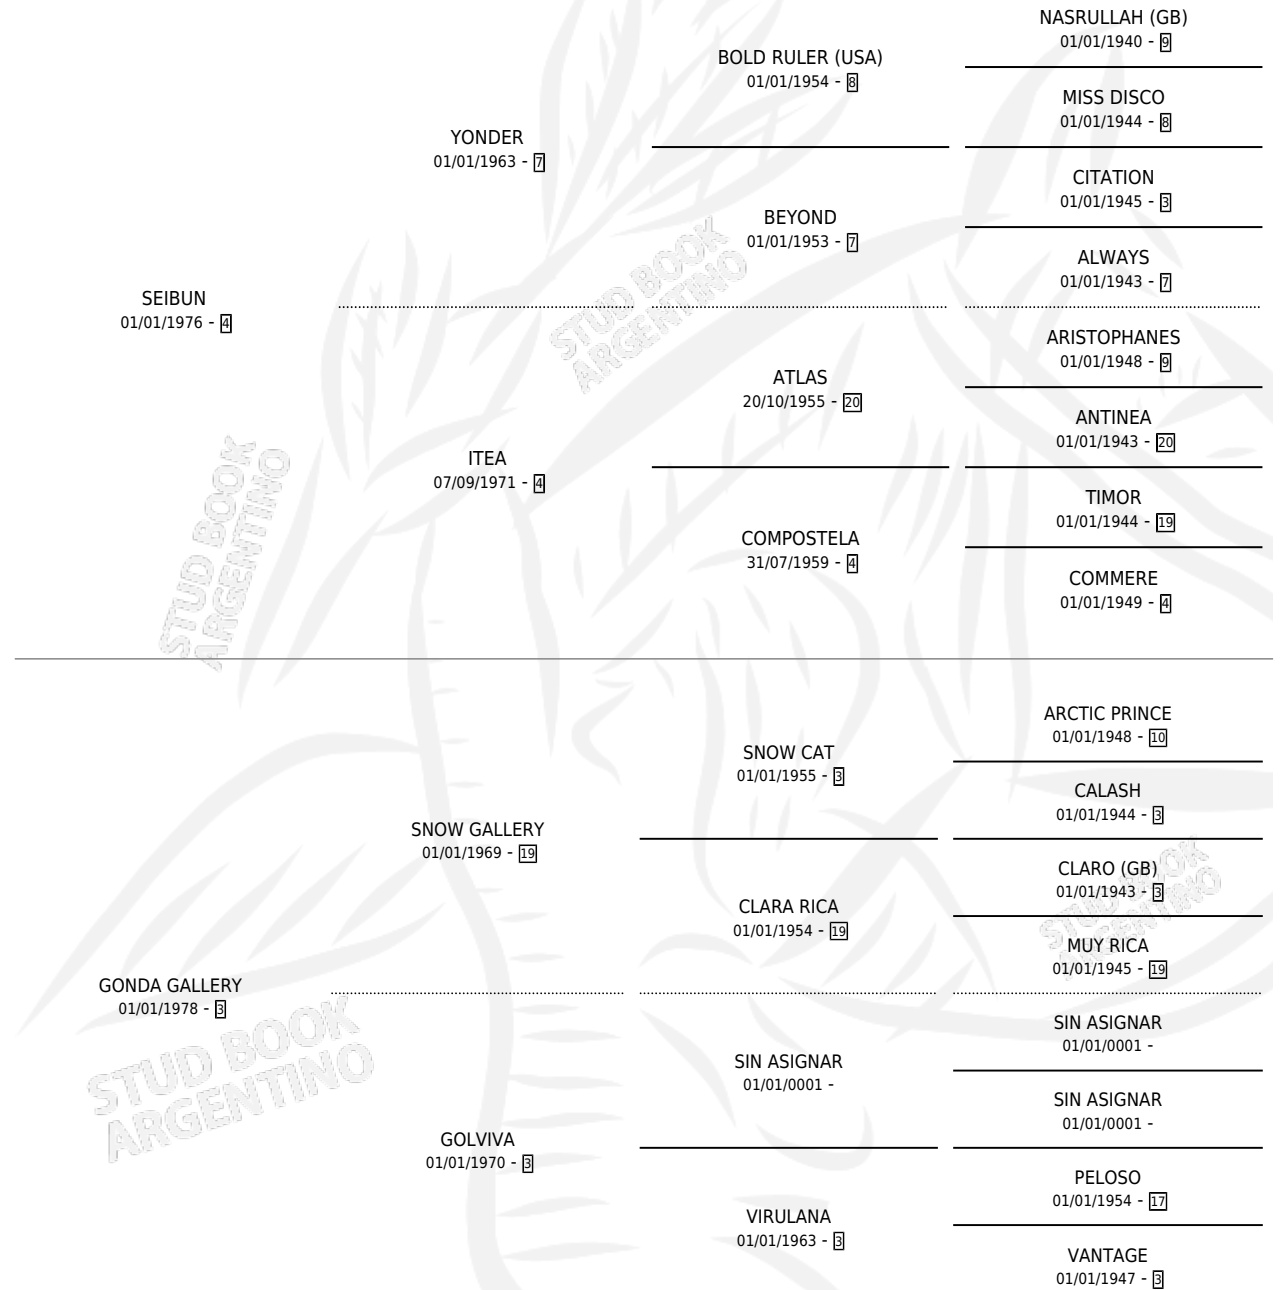 NASRULLAH (GB)
01/01/1940 - 9
BOLD RULER (USA)
01/01/1954 - 8
MISS DISCO
01/01/1944 - 8
YONDER
01/01/1963 - 7
CITATION
01/01/1945 - 3
BEYOND
01/01/1953 - 7
ALWAYS
01/01/1943 - 7
SEIBUN
01/01/1976 - 4
ARISTOPHANES
01/01/1948 - 9
ATLAS
20/10/1955 - 20
ANTINEA
01/01/1943 - 20
ITEA
07/09/1971 - 4
TIMOR
01/01/1944 - 19
COMPOSTELA
31/07/1959 - 4
COMMERE
01/01/1949 - 4
ARCTIC PRINCE
01/01/1948 - 10
SNOW CAT
01/01/1955 - 3
CALASH
01/01/1944 - 3
SNOW GALLERY
01/01/1969 - 19
CLARO (GB)
01/01/1943 - 3
CLARA RICA
01/01/1954 - 19
MUY RICA
01/01/1945 - 19
GONDA GALLERY
01/01/1978 - 3
SIN ASIGNAR
01/01/0001 -
SIN ASIGNAR
01/01/0001 -
SIN ASIGNAR
01/01/0001 -
GOLVIVA
01/01/1970 - 3
PELOSO
01/01/1954 - 17
VIRULANA
01/01/1963 - 3
VANTAGE
01/01/1947 - 3
STUD BOOK
ARGENTINO
STUD BOOK
ARGENTINO
STUD BOOK
ARGENTINO
STUD BOOK
ARGENTINO